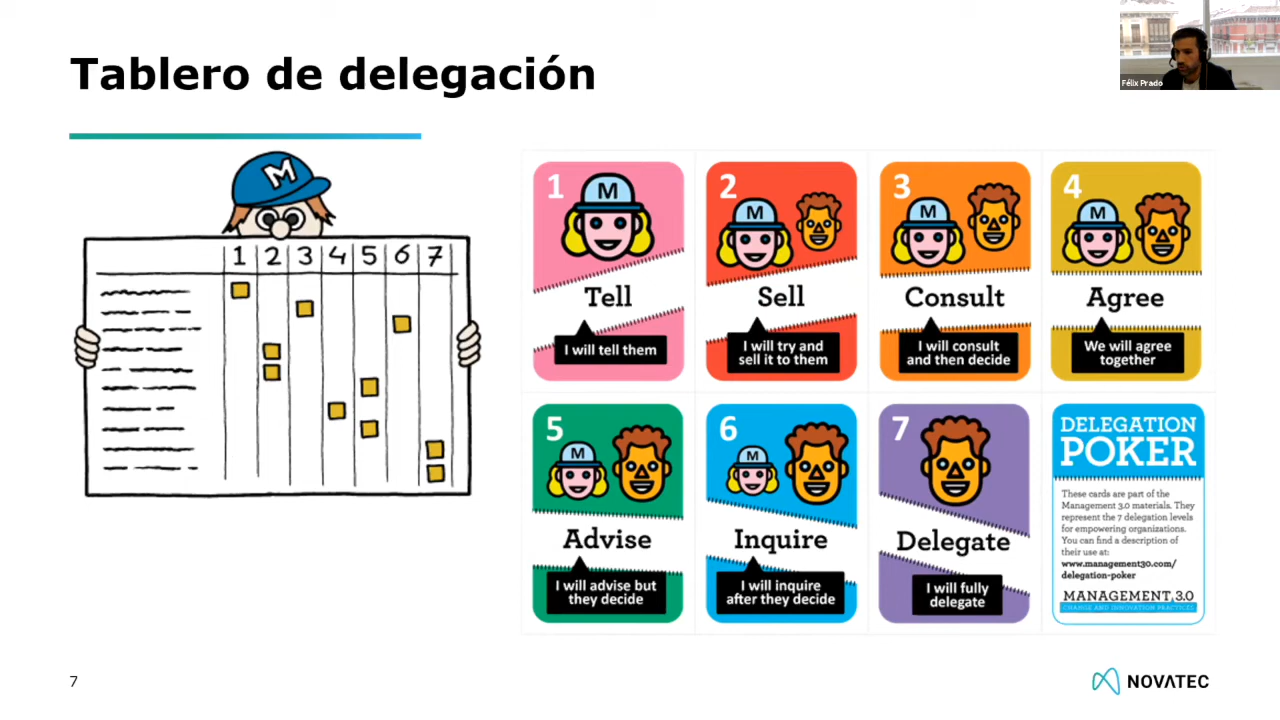 Tablero de delegación
Félix Prado
M
1 2 3 4 5 6 7
1
M
Tell
I will tell them
2
M
Sell
I will try and
sell it to them
3
M
Consult
I will consult
and then decide
4
M
Agree
We will agree
together
5
M
Advise
I will advise but
they decide
6
M
Inquire
I will inquire
after they decide
7
Delegate
I will fully
delegate
DELEGATION
POKER
These cards are part of the
Management 3.0 materials. They
represent the 7 delegation levels
for empowering organizations.
You can find a description of
their use at:
www.management30.com/
delegation-poker
MANAGEMENT 3.0
CHANGE AND INNOVATION PRACTICES
7
NOVATEC